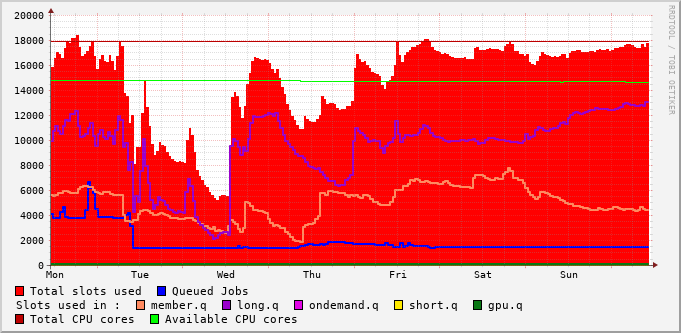 20000
18000
16000
14000
12000
10000
8000
6000
4000
2000
0
Mon Tue Wed Thu Fri Sat Sun
RRDTOOL / TOBI OETIKER
Total slots used Queued Jobs
Slots used in : member.q long.q ondemand.q short.q gpu.q
Total CPU cores Available CPU cores